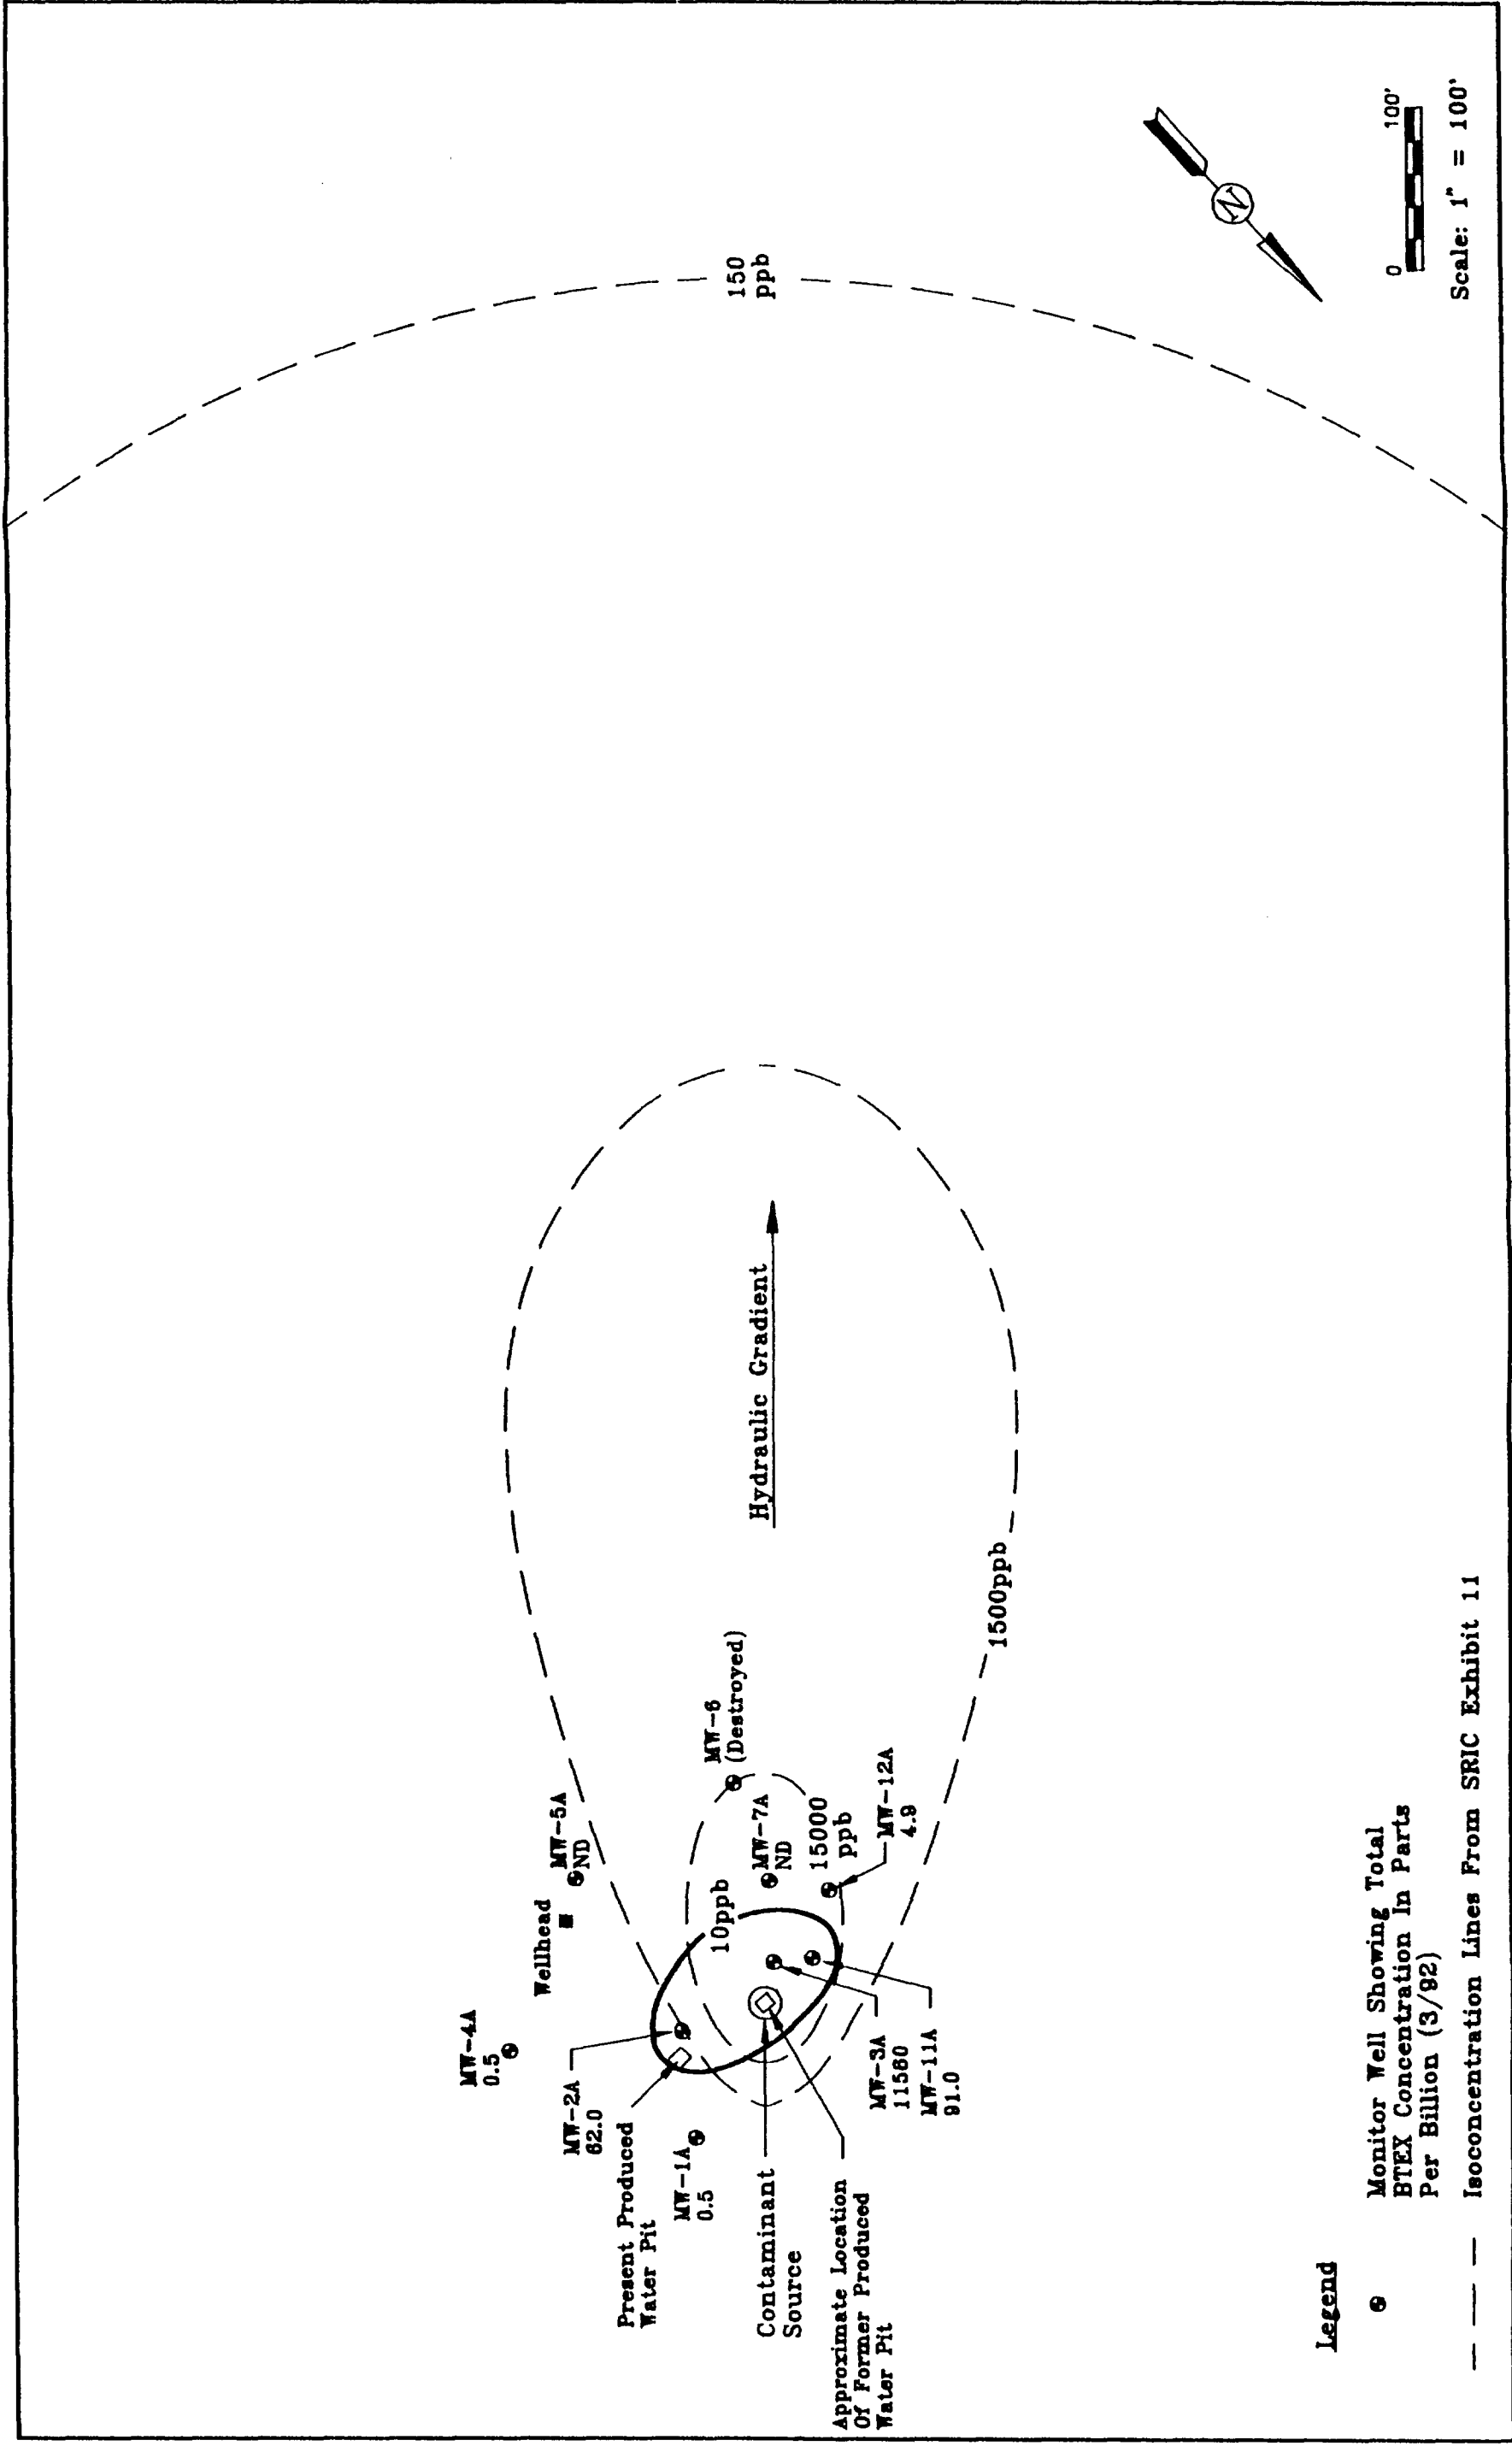 MW-4A
0.5
Wellhead
MW-5A
ND
MW-2A
62.0
Present Produced
Water Pit
MW-1A
0.5
MW-6
(Destroyed)
10ppb
MW-7A
ND
15000
ppb
MW-12A
4.9
Contaminant
Source
Approximate Location
Of Former Produced
Water Pit
MW-3A
11560
MW-11A
91.0
Hydraulic Gradient
1500ppb
150
ppb
N
0
100'
Scale: 1" = 100'
Legend
Monitor Well Showing Total
BTEX Concentration In Parts
Per Billion (3/92)
Isoconcentration Lines From SRIC Exhibit 11